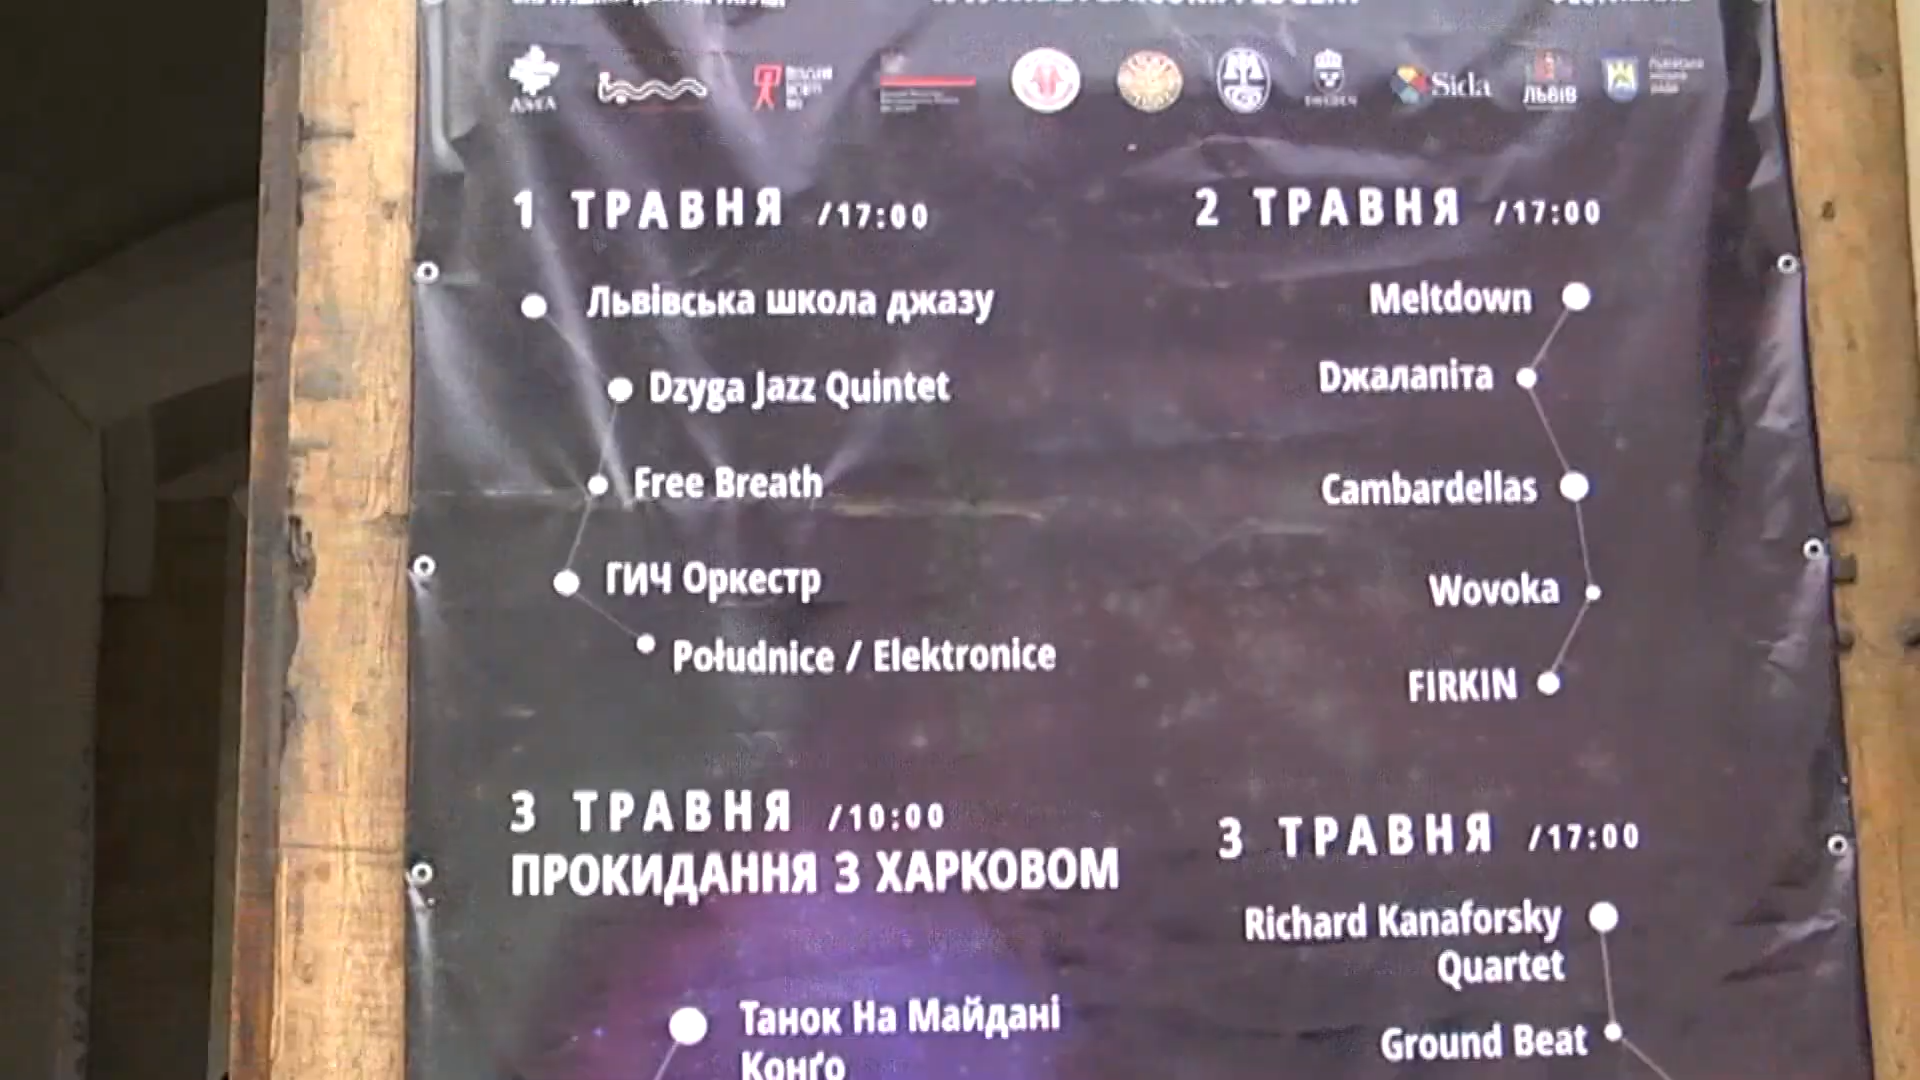 Sida
ЛЬВІВ
SWEDEN
1 ТРАВНЯ /17:00
Львівська школа джазу
Dzyga Jazz Quintet
Free Breath
ГИЧ Оркестр
Południce / Elektronice
2 ТРАВНЯ /17:00
Meltdown
Dжалапіта
Cambardellas
Wovoka
FIRKIN
3 ТРАВНЯ /10:00
ПРОКИДАННЯ З ХАРКОВОМ
Танок На Майдані
Конґо
3 ТРАВНЯ /17:00
Richard Kanaforsky
Quartet
Ground Beat